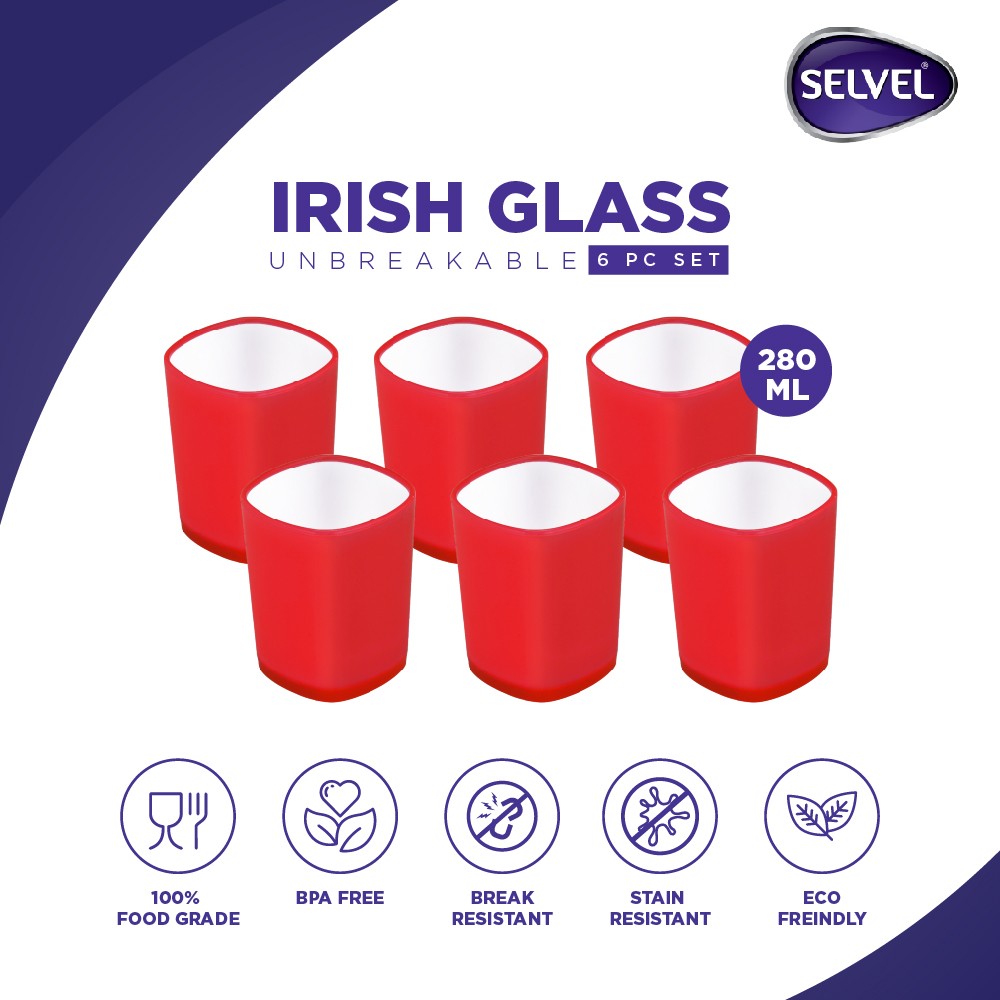 SELVEL®
IRISH GLASS
UNBREAKABLE 6 PC SET
280
ML
100%
FOOD GRADE
BPA FREE
BREAK
RESISTANT
STAIN
RESISTANT
ECO
FREINDLY